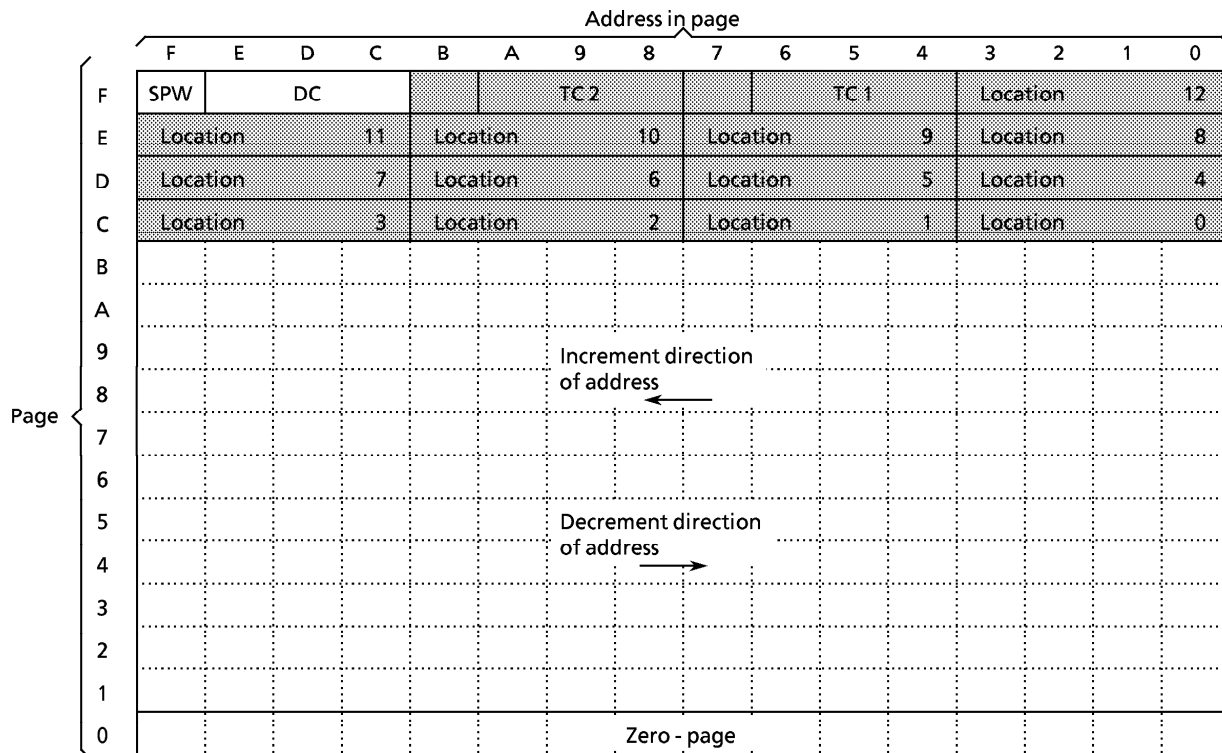 Address in page
F E D C B A 9 8 7 6 5 4 3 2 1 0
F SPW DC TC 2 TC 1 Location 12
E Location 11 Location 10 Location 9 Location 8
D Location 7 Location 6 Location 5 Location 4
C Location 3 Location 2 Location 1 Location 0
B
A
9 Increment direction
of address
8
Page
7
6
5 Decrement direction
of address
4
3
2
1
0 Zero - page